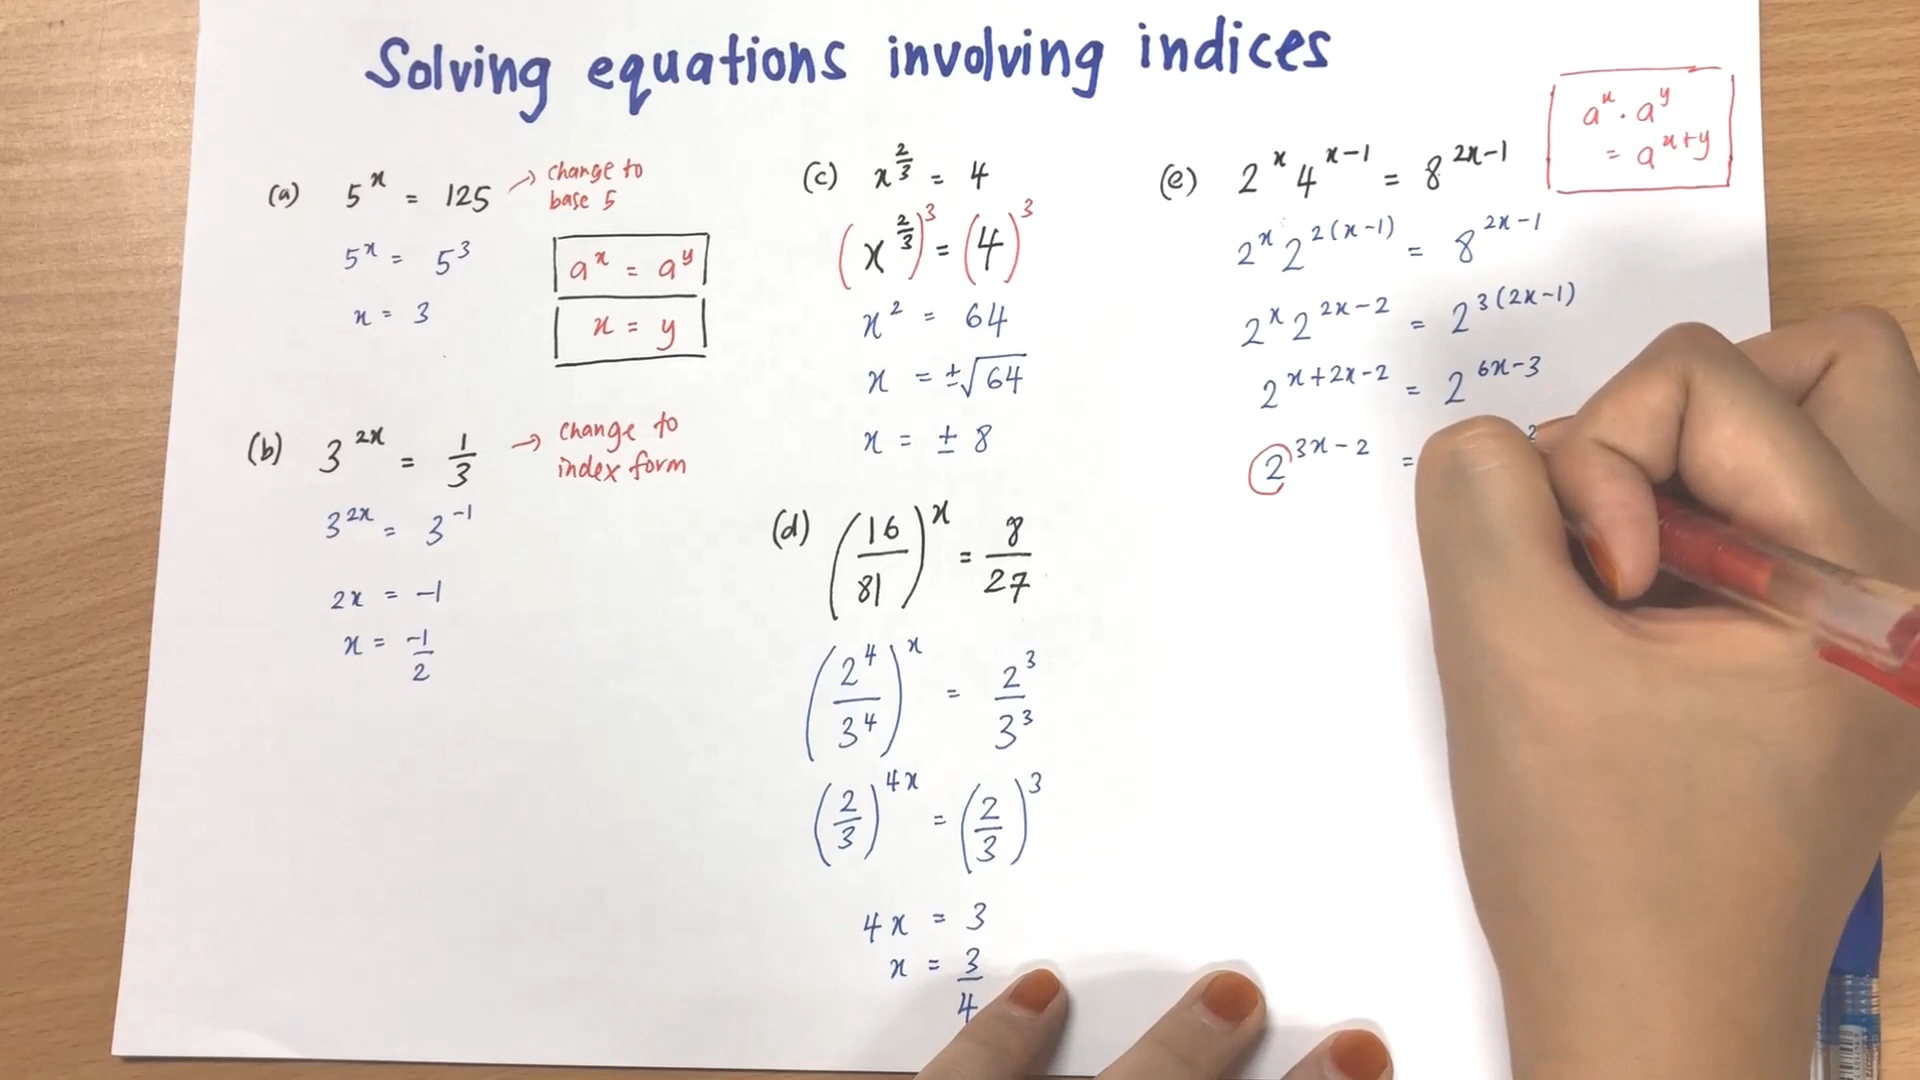 Solving equations involving indices
(a) 5^x = 125 → change to base 5
5^x = 5^3
x = 3
a^x = a^y
x = y
(b) 3^{2x} = 1/3 → change to index form
3^{2x} = 3^{-1}
2x = -1
x = -1/2
(c) x^{2/3} = 4
(x^{2/3})^3 = (4)^3
x^2 = 64
x = ±√64
x = ± 8
(d) (16/81)^x = 8/27
(2^4/3^4)^x = 2^3/3^3
(2/3)^{4x} = (2/3)^3
4x = 3
x = 3/4
(e) 2^x 4^{x-1} = 8^{2x-1}
2^x 2^{2(x-1)} = 8^{2x-1}
2^x 2^{2x-2} = 2^{3(2x-1)}
2^{x+2x-2} = 2^{6x-3}
2^{3x-2} =
a^x · a^y
= a^{x+y}